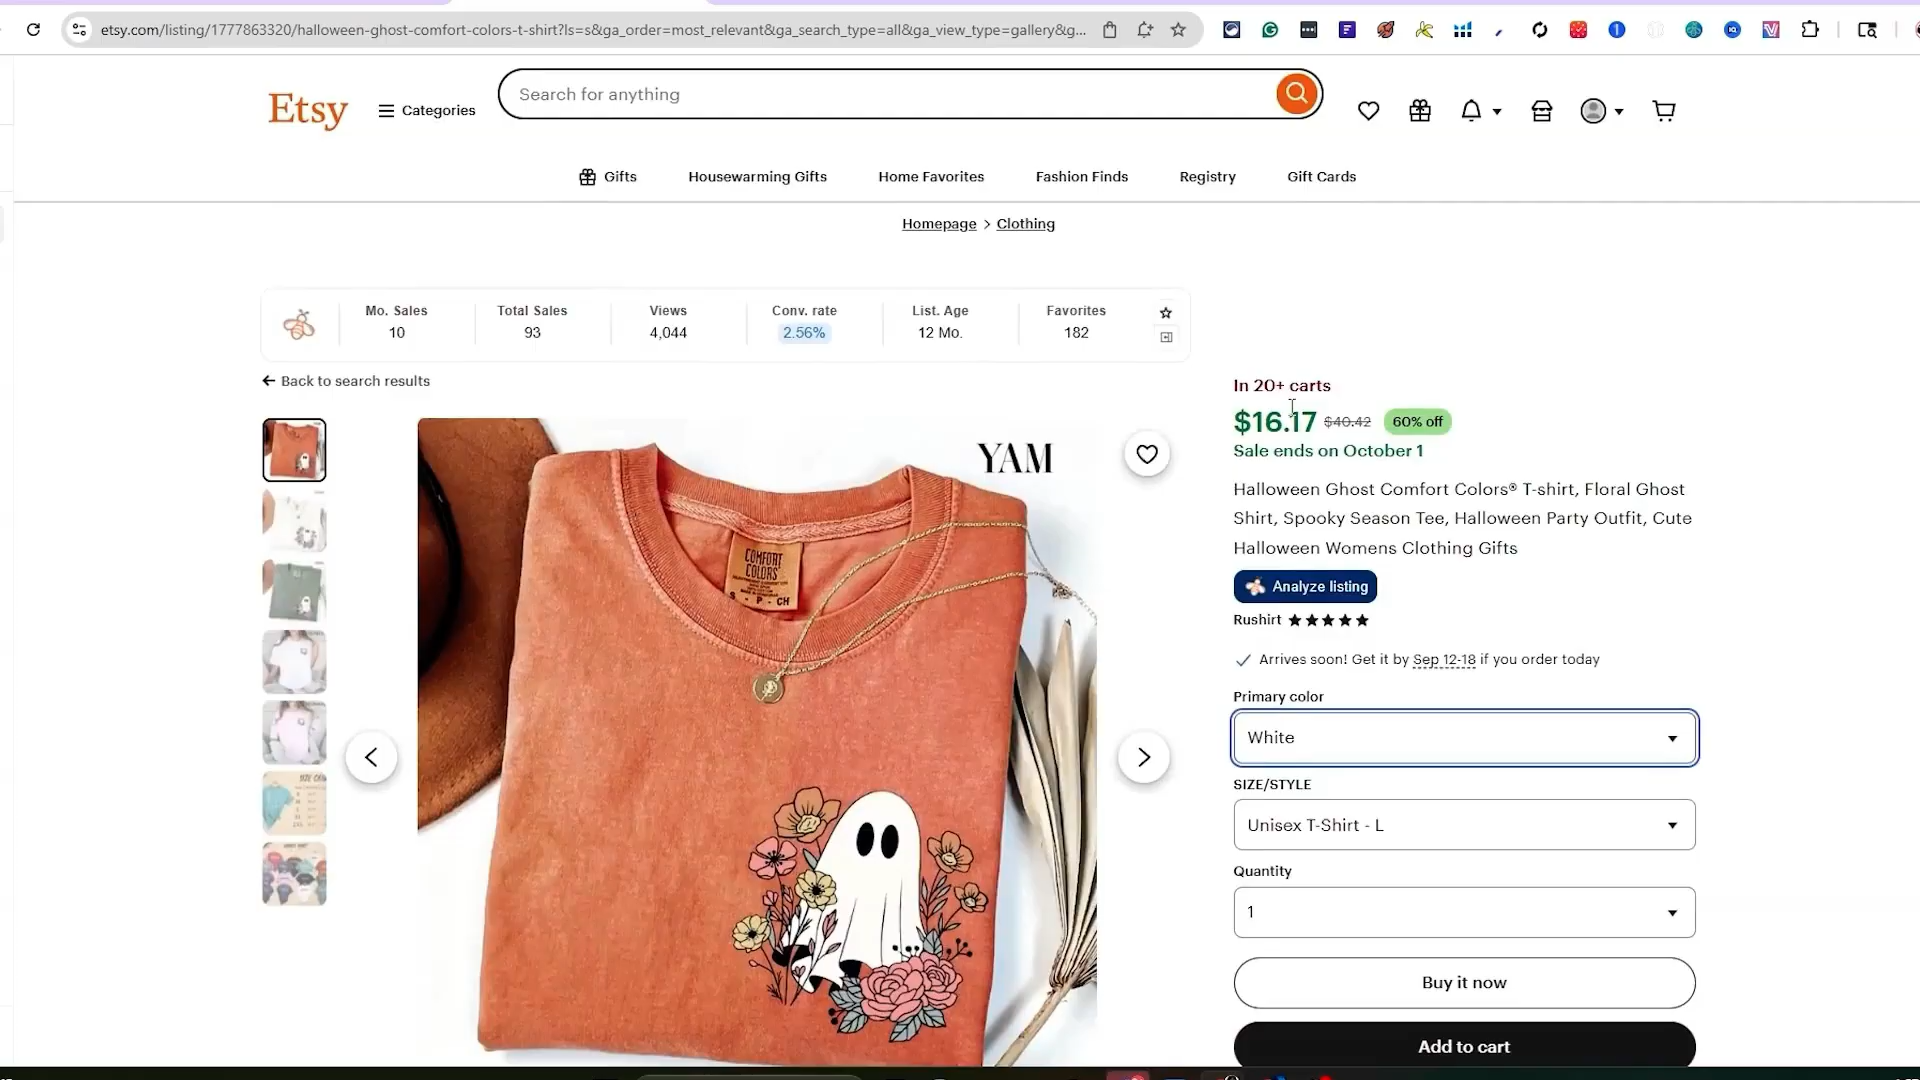 etsy.com/listing/1777863320/halloween-ghost-comfort-colors-t-shirt?ls=s&ga_order=most_relevant&ga_search_type=all&ga_view_type=gallery&g...
Etsy
Categories
Search for anything
Gifts
Housewarming Gifts
Home Favorites
Fashion Finds
Registry
Gift Cards
Homepage > Clothing
Mo. Sales
10
Total Sales
93
Views
4,044
Conv. rate
2.56%
List. Age
12 Mo.
Favorites
182
Back to search results
YAM
COMFORT
COLORS
S - P - CH
In 20+ carts
$16.17 $40.42 60% off
Sale ends on October 1
Halloween Ghost Comfort Colors® T-shirt, Floral Ghost
Shirt, Spooky Season Tee, Halloween Party Outfit, Cute
Halloween Womens Clothing Gifts
Analyze listing
Rushirt
Arrives soon! Get it by Sep 12-18 if you order today
Primary color
White
SIZE/STYLE
Unisex T-Shirt - L
Quantity
1
Buy it now
Add to cart